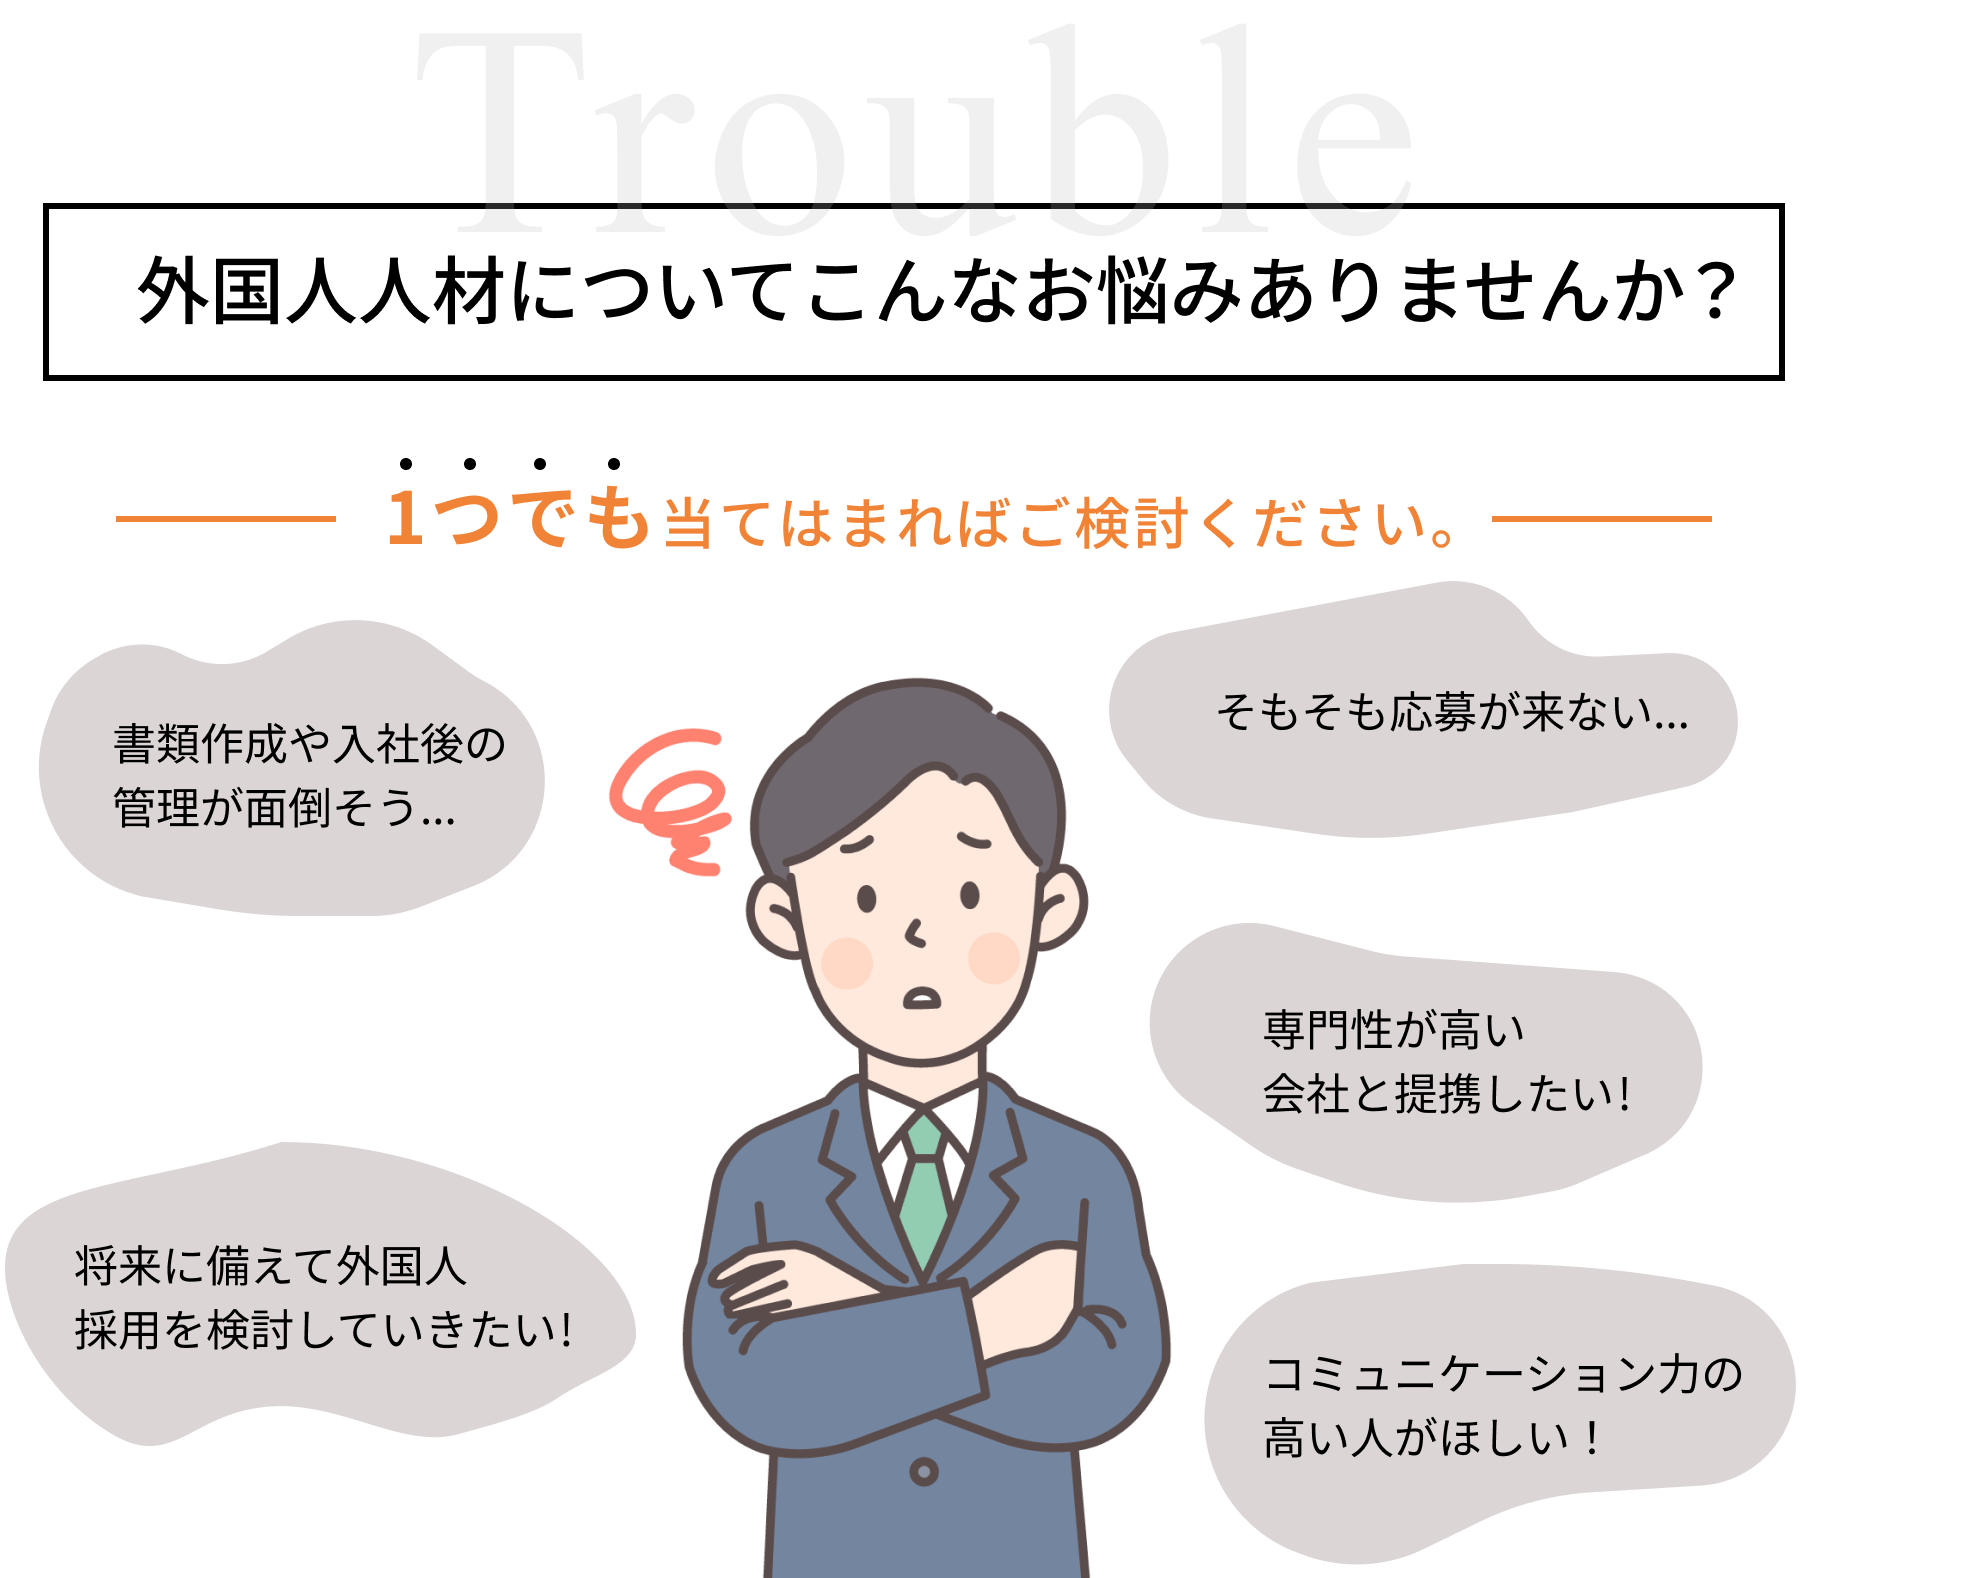 Trouble
外国人人材についてこんなお悩みありませんか？
1つでも当てはまればご検討ください。
書類作成や入社後の
管理が面倒そう...
そもそも応募が来ない...
専門性が高い
会社と提携したい!
将来に備えて外国人
採用を検討していきたい!
コミュニケーション力の
高い人がほしい！